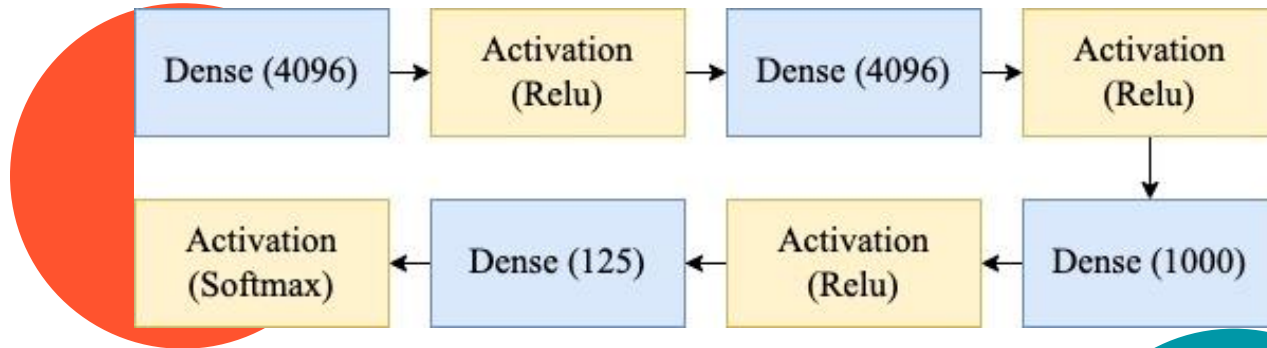 Dense (4096)
Activation
(Relu)
Dense (4096)
Activation
(Relu)
Dense (1000)
Activation
(Relu)
Dense (125)
Activation
(Softmax)